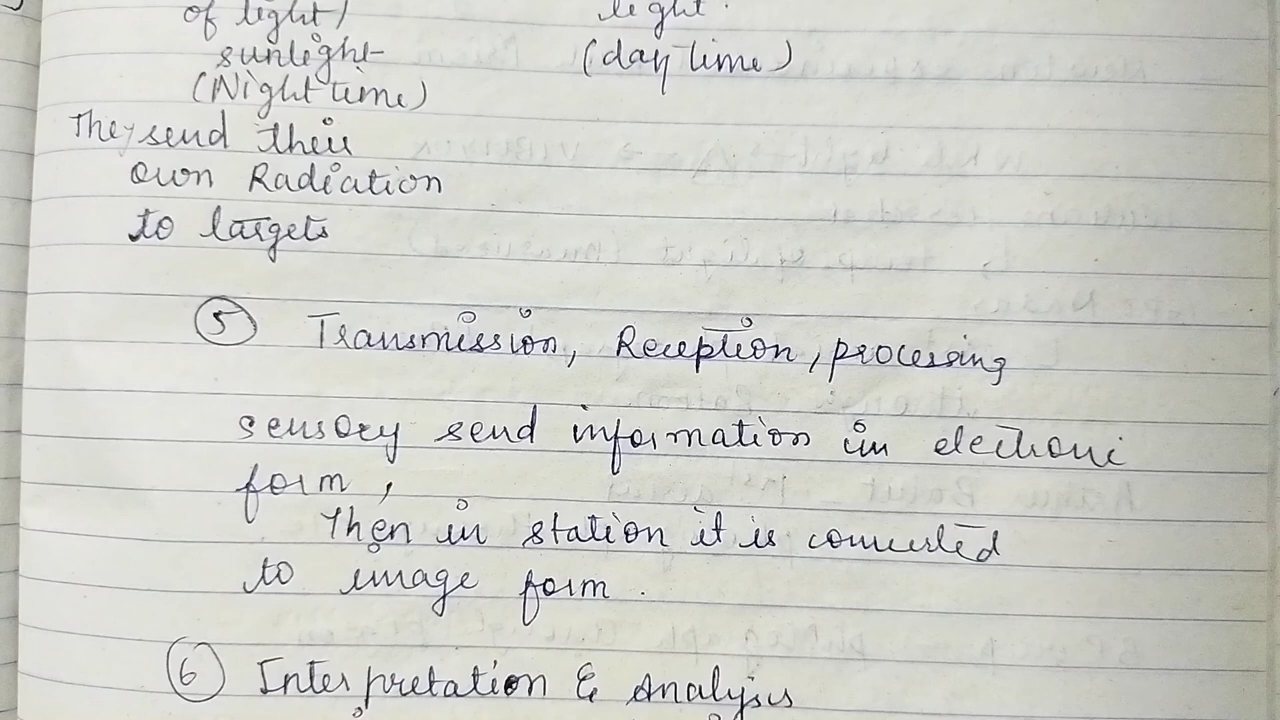 of light)
sunlight
(Night time)
light.
(day time)
They send their
own Radiation
to targets
5 Transmission, Reception, processing
sensory send information in electronic
form,
Then in station it is converted
to image form.
6 Interpretation & Analysis